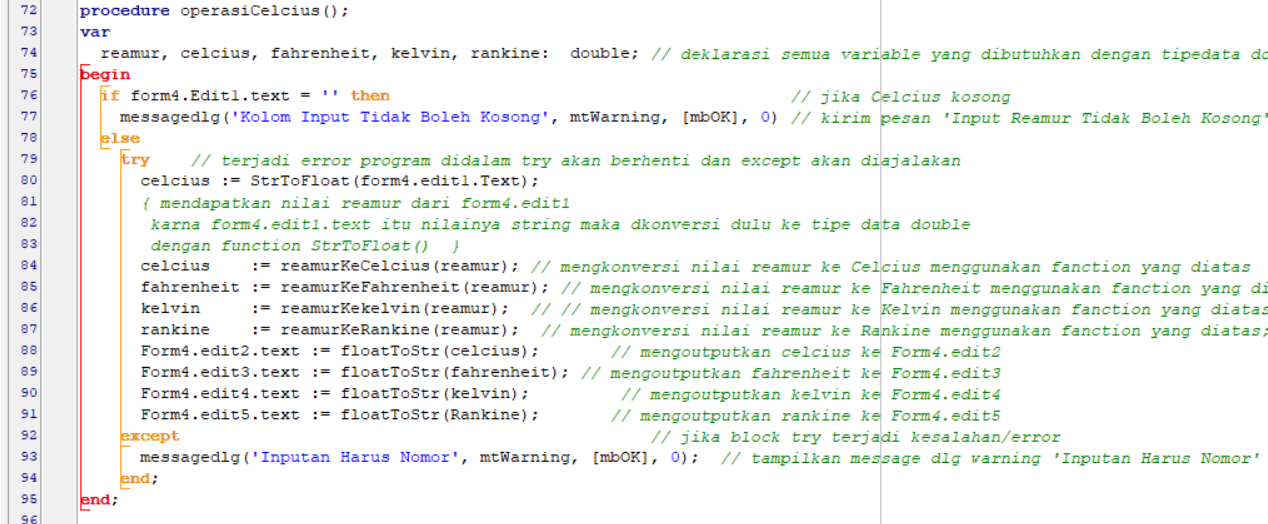 72 procedure operasiCelcius();
73 var
74 reamur, celcius, fahrenheit, kelvin, rankine:  double; // deklarasi semua variable yang dibutuhkan dengan tipedata do
75 begin
76 if form4.Edit1.text = '' then // jika Celcius kosong
77 messagedlg('Kolom Input Tidak Boleh Kosong', mtWarning, [mbOK], 0) // kirim pesan 'Input Reamur Tidak Boleh Kosong'
78 else
79 try // terjadi error program didalam try akan berhenti dan except akan diajalakan
80 celcius := StrToFloat(form4.edit1.Text);
81 { mendapatkan nilai reamur dari form4.edit1
82 karna form4.edit1.text itu nilainya string maka dkonversi dulu ke tipe data double
83 dengan function StrToFloat()  }
84 celcius := reamurKeCelcius(reamur); // mengkonversi nilai reamur ke Celcius menggunakan fanction yang diatas
85 fahrenheit := reamurKeFahrenheit(reamur); // mengkonversi nilai reamur ke Fahrenheit menggunakan fanction yang di
86 kelvin := reamurKekelvin(reamur); // // mengkonversi nilai reamur ke Kelvin menggunakan fanction yang diatas
87 rankine := reamurKeRankine(reamur); // mengkonversi nilai reamur ke Rankine menggunakan fanction yang diatas;
88 Form4.edit2.text := floatToStr(celcius); // mengoutputkan celcius ke Form4.edit2
89 Form4.edit3.text := floatToStr(fahrenheit); // mengoutputkan fahrenheit ke Form4.edit3
90 Form4.edit4.text := floatToStr(kelvin); // mengoutputkan kelvin ke Form4.edit4
91 Form4.edit5.text := floatToStr(Rankine); // mengoutputkan rankine ke Form4.edit5
92 except // jika block try terjadi kesalahan/error
93 messagedlg('Inputan Harus Nomor', mtWarning, [mbOK], 0); // tampilkan message dlg warning 'Inputan Harus Nomor'
94 end;
95 end;
96